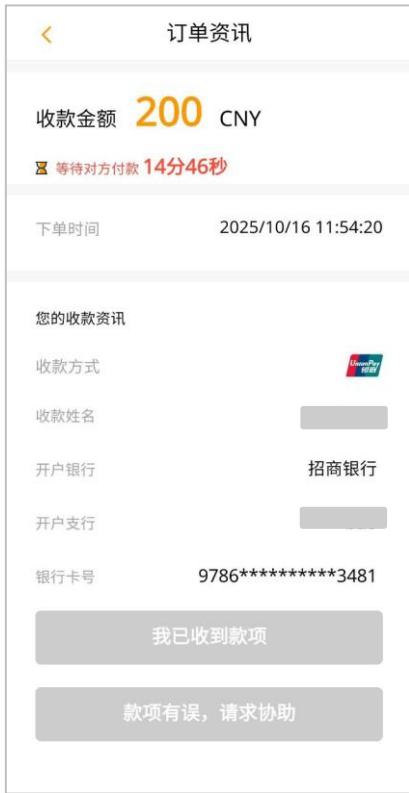 订单资讯
收款金额 200 CNY
等待对方付款 14分46秒
下单时间 2025/10/16 11:54:20
您的收款资讯
收款方式 UnionPay 银联
收款姓名
开户银行 招商银行
开户支行
银行卡号 9786**********3481
我已收到款项
款项有误，请求协助